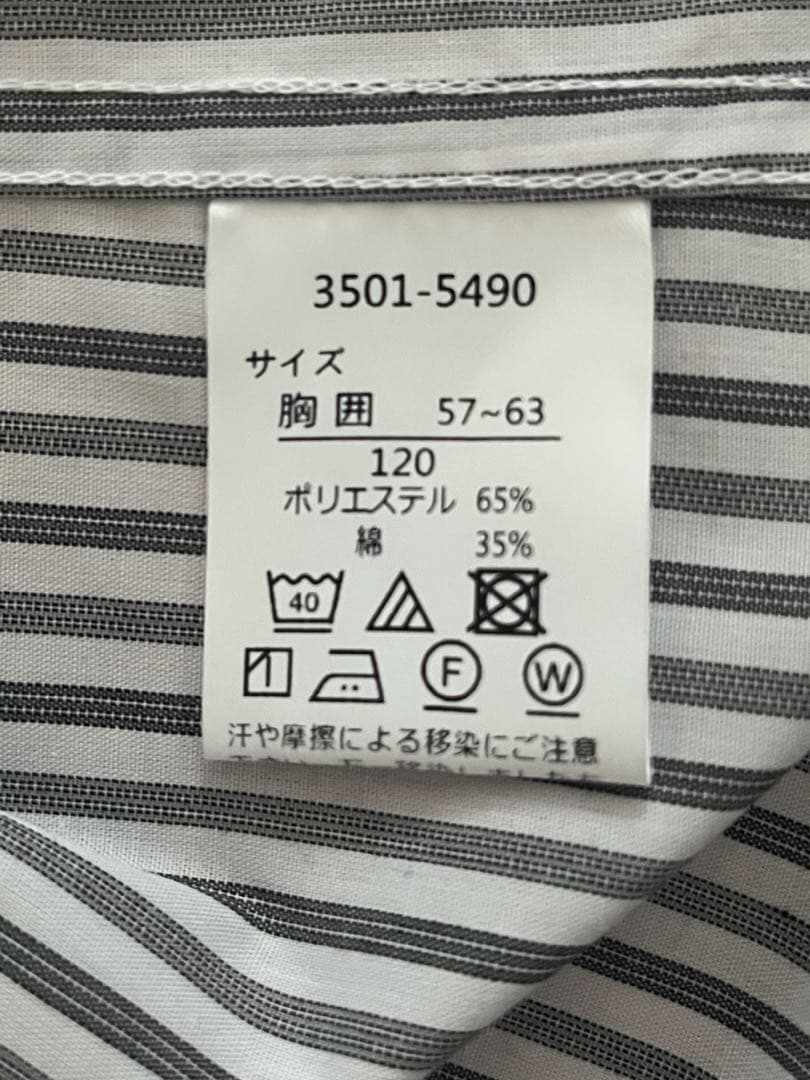 3501-5490
サイズ
胸囲 57~63
120
ポリエステル 65%
綿 35%
40
F W
汗や摩擦による移染にご注意